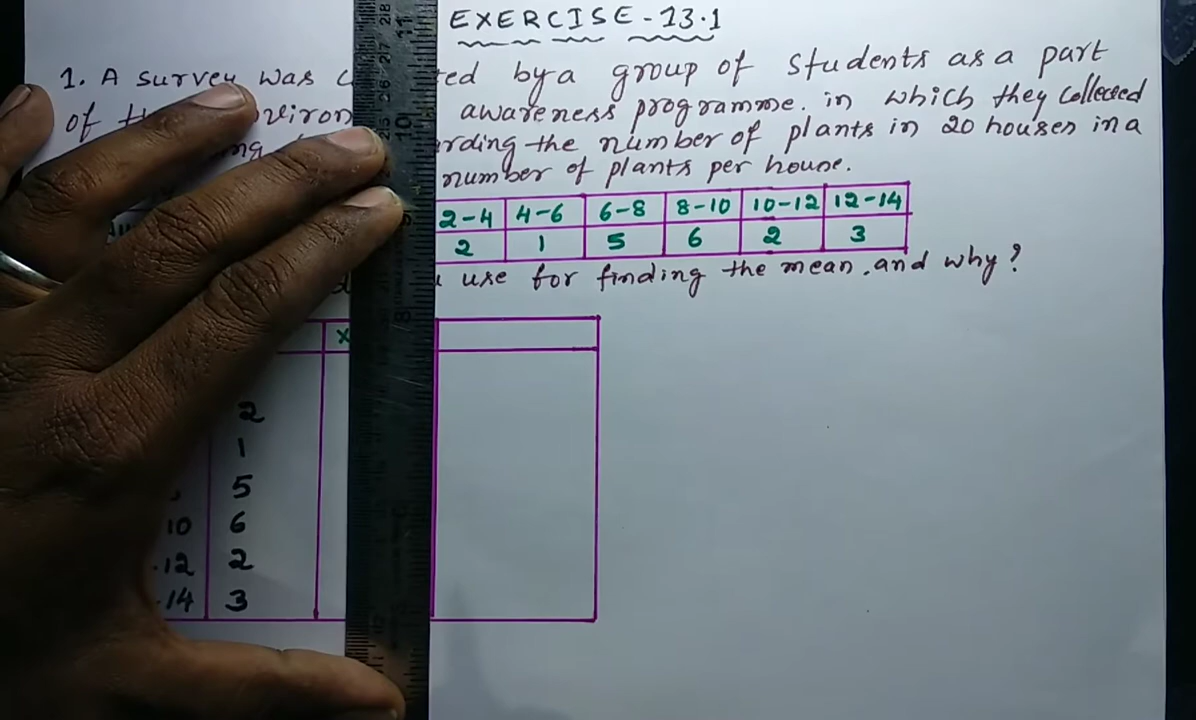 EXERCISE - 13.1
1. A survey was ted by a group of students as a part
of awareness programme. in which they collected
the number of plants in 20 houses in a
number of plants per house.
2-4 4-6 6-8 8-10 10-12 12-14
2 1 5 6 2 3
use for finding the mean, and why?
x
2
1
5
10 6
-12 2
-14 3